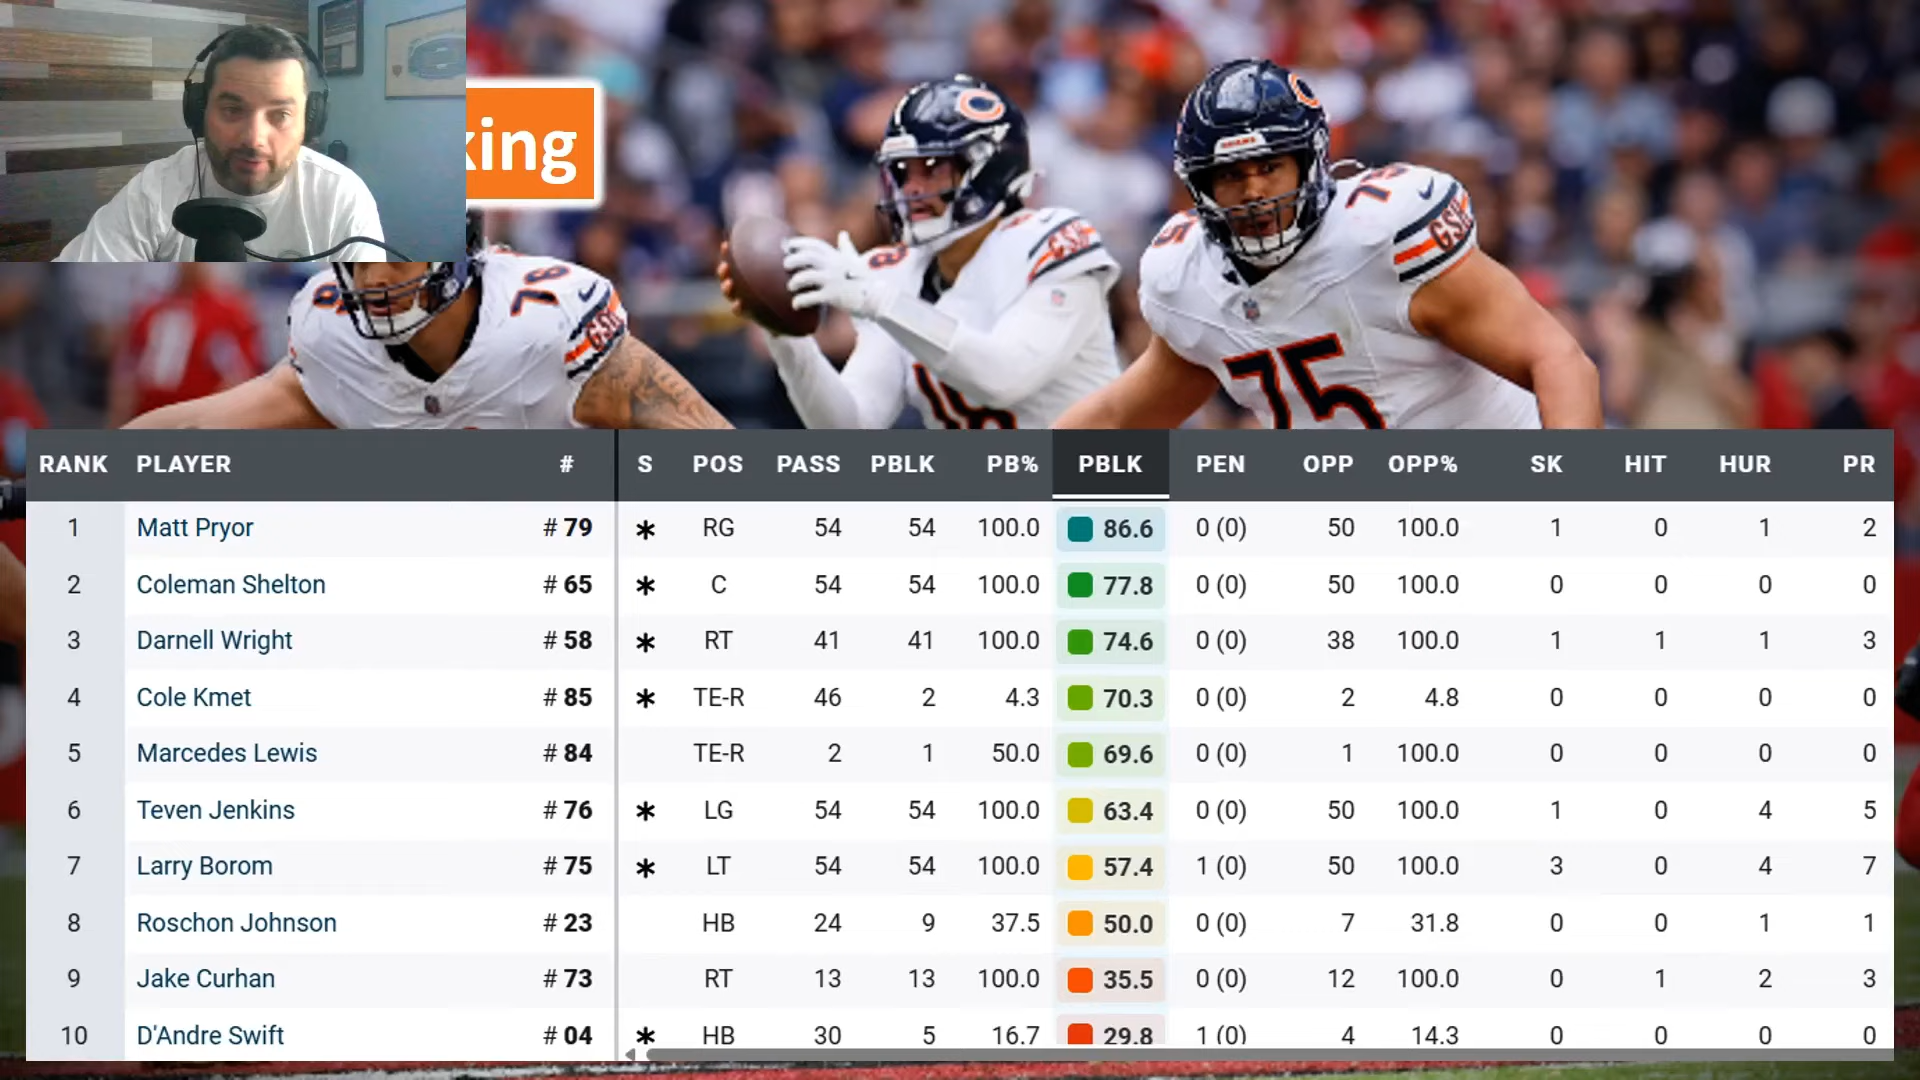 king
76
GSH
18
GSH
75
75
GSH
75
RANK PLAYER # S POS PASS PBLK PB% PBLK PEN OPP OPP% SK HIT HUR PR
1 Matt Pryor # 79 * RG 54 54 100.0 86.6 0 (0) 50 100.0 1 0 1 2
2 Coleman Shelton # 65 * C 54 54 100.0 77.8 0 (0) 50 100.0 0 0 0 0
3 Darnell Wright # 58 * RT 41 41 100.0 74.6 0 (0) 38 100.0 1 1 1 3
4 Cole Kmet # 85 * TE-R 46 2 4.3 70.3 0 (0) 2 4.8 0 0 0 0
5 Marcedes Lewis # 84 TE-R 2 1 50.0 69.6 0 (0) 1 100.0 0 0 0 0
6 Teven Jenkins # 76 * LG 54 54 100.0 63.4 0 (0) 50 100.0 1 0 4 5
7 Larry Borom # 75 * LT 54 54 100.0 57.4 1 (0) 50 100.0 3 0 4 7
8 Roschon Johnson # 23 HB 24 9 37.5 50.0 0 (0) 7 31.8 0 0 1 1
9 Jake Curhan # 73 RT 13 13 100.0 35.5 0 (0) 12 100.0 0 1 2 3
10 D'Andre Swift # 04 * HB 30 5 16.7 29.8 1 (0) 4 14.3 0 0 0 0